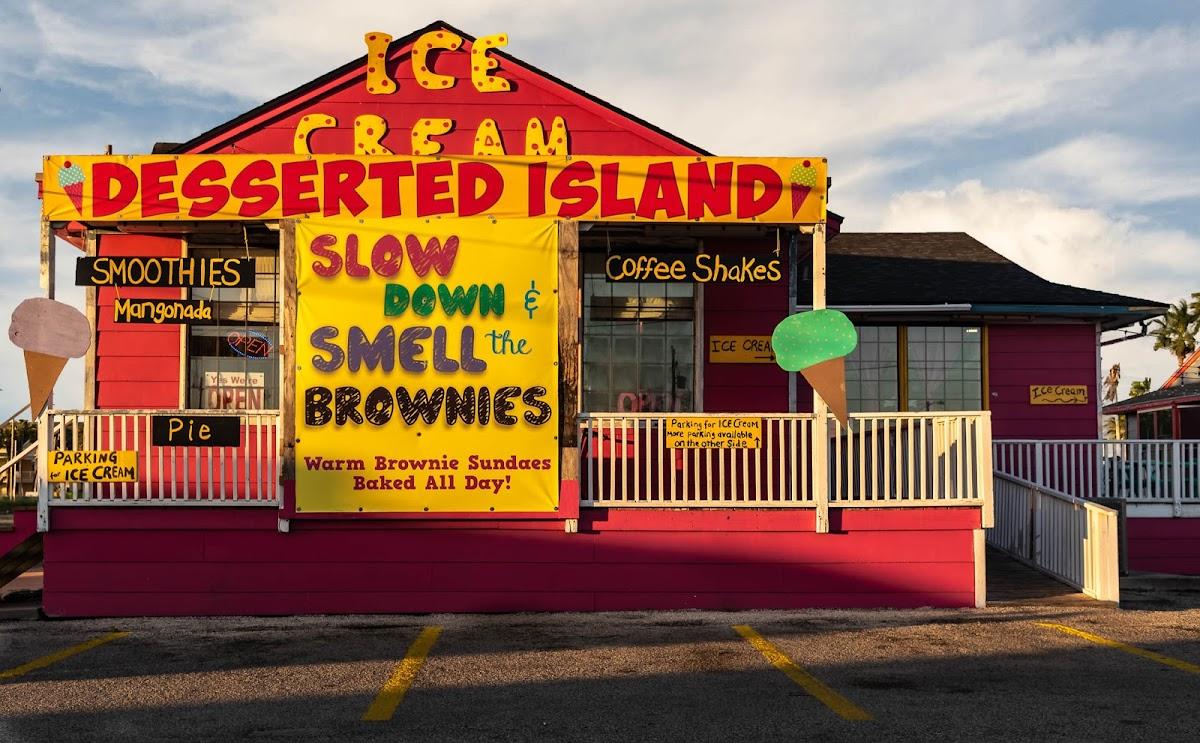 ICE
CREAM
DESSERTED ISLAND
SLOW
DOWN &
SMELL the
BROWNIES
Warm Brownie Sundaes
Baked All Day!
SMOOTHIES
Mangonada
OPEN
Yes We're
OPEN
Pie
PARKING
for ICE CREAM
Coffee Shakes
ICE CREAM
OPEN
Parking for ICE Cream
More parking available
on the other Side
Ice Cream